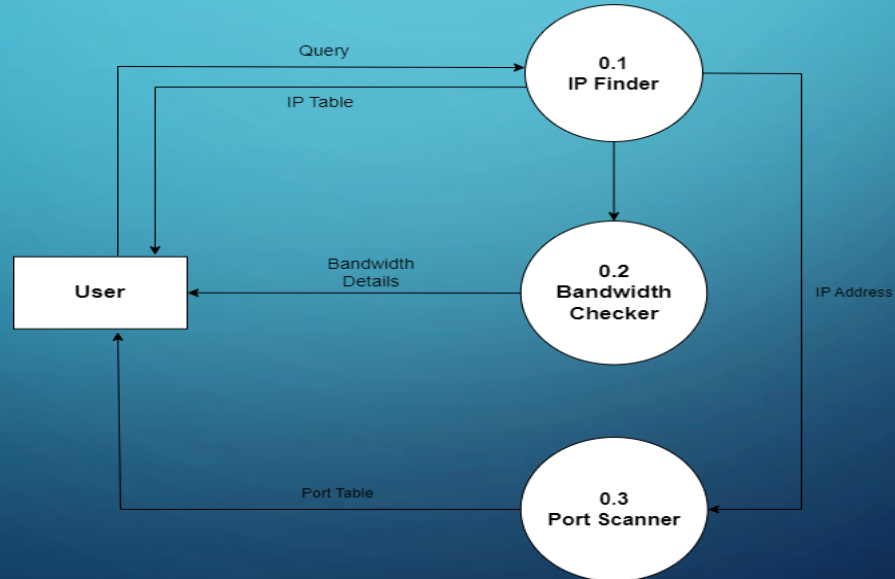 Query
0.1
IP Finder
IP Table
User
Bandwidth
Details
0.2
Bandwidth
Checker
IP Address
Port Table
0.3
Port Scanner